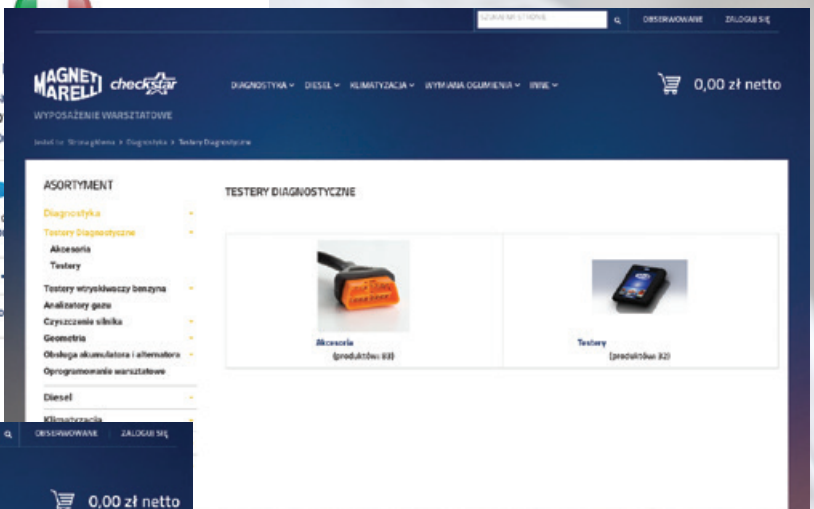 SZUKAJ NA STRONIE
OBSERWOWANE ZALOGUJ SIĘ
MAGNETI
MARELLI checkstar
DIAGNOSTYKA DIESEL KLIMATYZACJA WYMIANA OGUMIENIA INNE
0,00 zł netto
WYPOSAŻENIE WARSZTATOWE
Jesteś tu: Strona główna > Diagnostyka > Testery Diagnostyczne
ASORTYMENT
TESTERY DIAGNOSTYCZNE
Diagnostyka
Testery Diagnostyczne
Akcesoria
Testery
Testery wtryskiwaczy benzyna
Analizatory gazu
Czyszczenie silnika
Geometria
Obsługa akumulatora i alternatora
Oprogramowanie warsztatowe
Diesel
Klimatyzacja
Akcesoria
(produktów: 83)
Testery
(produktów: 32)
OBSERWOWANE ZALOGUJ SIĘ
0,00 zł netto